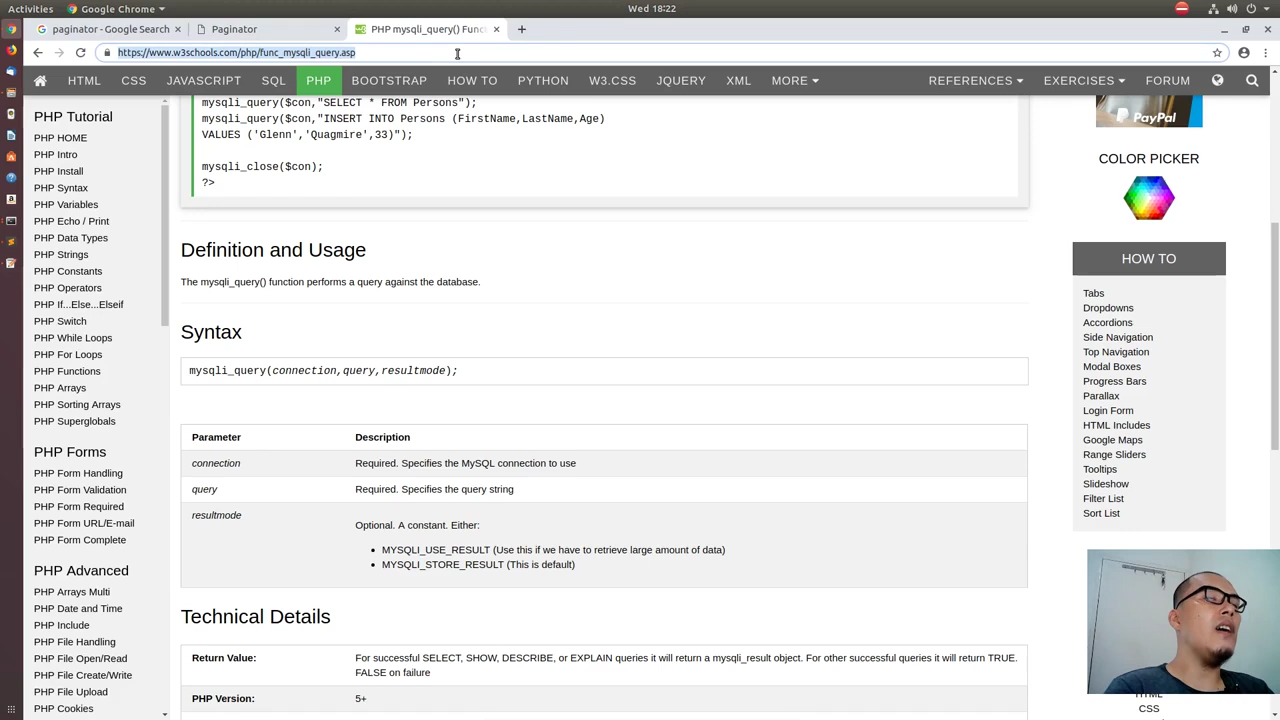 Activities
Google Chrome
Wed 18:22
paginator - Google Search
Paginator
PHP mysqli_query() Func
https://www.w3schools.com/php/func_mysqli_query.asp
HTML CSS JAVASCRIPT SQL PHP BOOTSTRAP HOW TO PYTHON W3.CSS JQUERY XML MORE REFERENCES EXERCISES FORUM
PHP Tutorial
PHP HOME
PHP Intro
PHP Install
PHP Syntax
PHP Variables
PHP Echo / Print
PHP Data Types
PHP Strings
PHP Constants
PHP Operators
PHP If...Else...Elseif
PHP Switch
PHP While Loops
PHP For Loops
PHP Functions
PHP Arrays
PHP Sorting Arrays
PHP Superglobals
PHP Forms
PHP Form Handling
PHP Form Validation
PHP Form Required
PHP Form URL/E-mail
PHP Form Complete
PHP Advanced
PHP Arrays Multi
PHP Date and Time
PHP Include
PHP File Handling
PHP File Open/Read
PHP File Create/Write
PHP File Upload
PHP Cookies
mysqli_query($con,"SELECT * FROM Persons");
mysqli_query($con,"INSERT INTO Persons (FirstName,LastName,Age)
VALUES ('Glenn','Quagmire',33)");
mysqli_close($con);
?>
Definition and Usage
The mysqli_query() function performs a query against the database.
Syntax
mysqli_query(connection,query,resultmode);
Parameter Description
connection Required. Specifies the MySQL connection to use
query Required. Specifies the query string
resultmode
Optional. A constant. Either:
• MYSQLI_USE_RESULT (Use this if we have to retrieve large amount of data)
• MYSQLI_STORE_RESULT (This is default)
Technical Details
Return Value: For successful SELECT, SHOW, DESCRIBE, or EXPLAIN queries it will return a mysqli_result object. For other successful queries it will return TRUE.
FALSE on failure
PHP Version: 5+
PayPal
COLOR PICKER
HOW TO
Tabs
Dropdowns
Accordions
Side Navigation
Top Navigation
Modal Boxes
Progress Bars
Parallax
Login Form
HTML Includes
Google Maps
Range Sliders
Tooltips
Slideshow
Filter List
Sort List
HTML
CSS